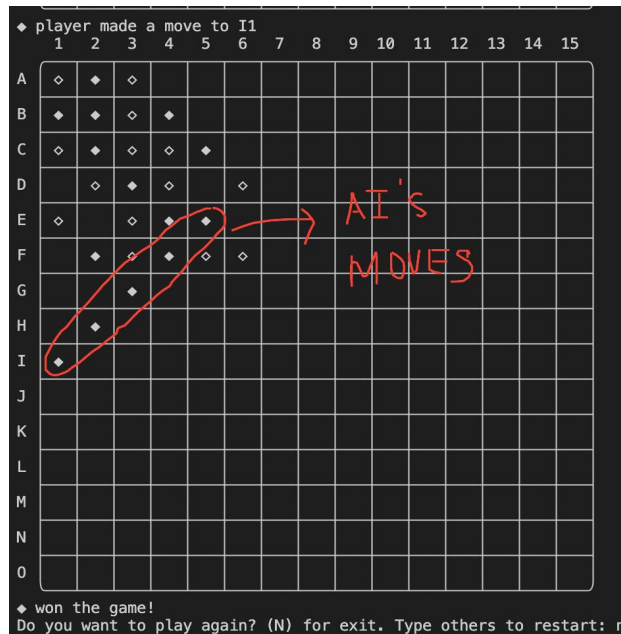 ◆ player made a move to I1
1 2 3 4 5 6 7 8 9 10 11 12 13 14 15
A ◇ ◆ ◇
B ◆ ◆ ◇ ◆
C ◇ ◆ ◇ ◇ ◆
D ◇ ◆ ◇ ◇
E ◇ ◇ ◆ ◆
F ◆ ◇ ◆ ◇ ◇
G ◆
H ◆
I ◆
J
K
L
M
N
O
AI's
MOVES
◆ won the game!
Do you want to play again? (N) for exit. Type others to restart: